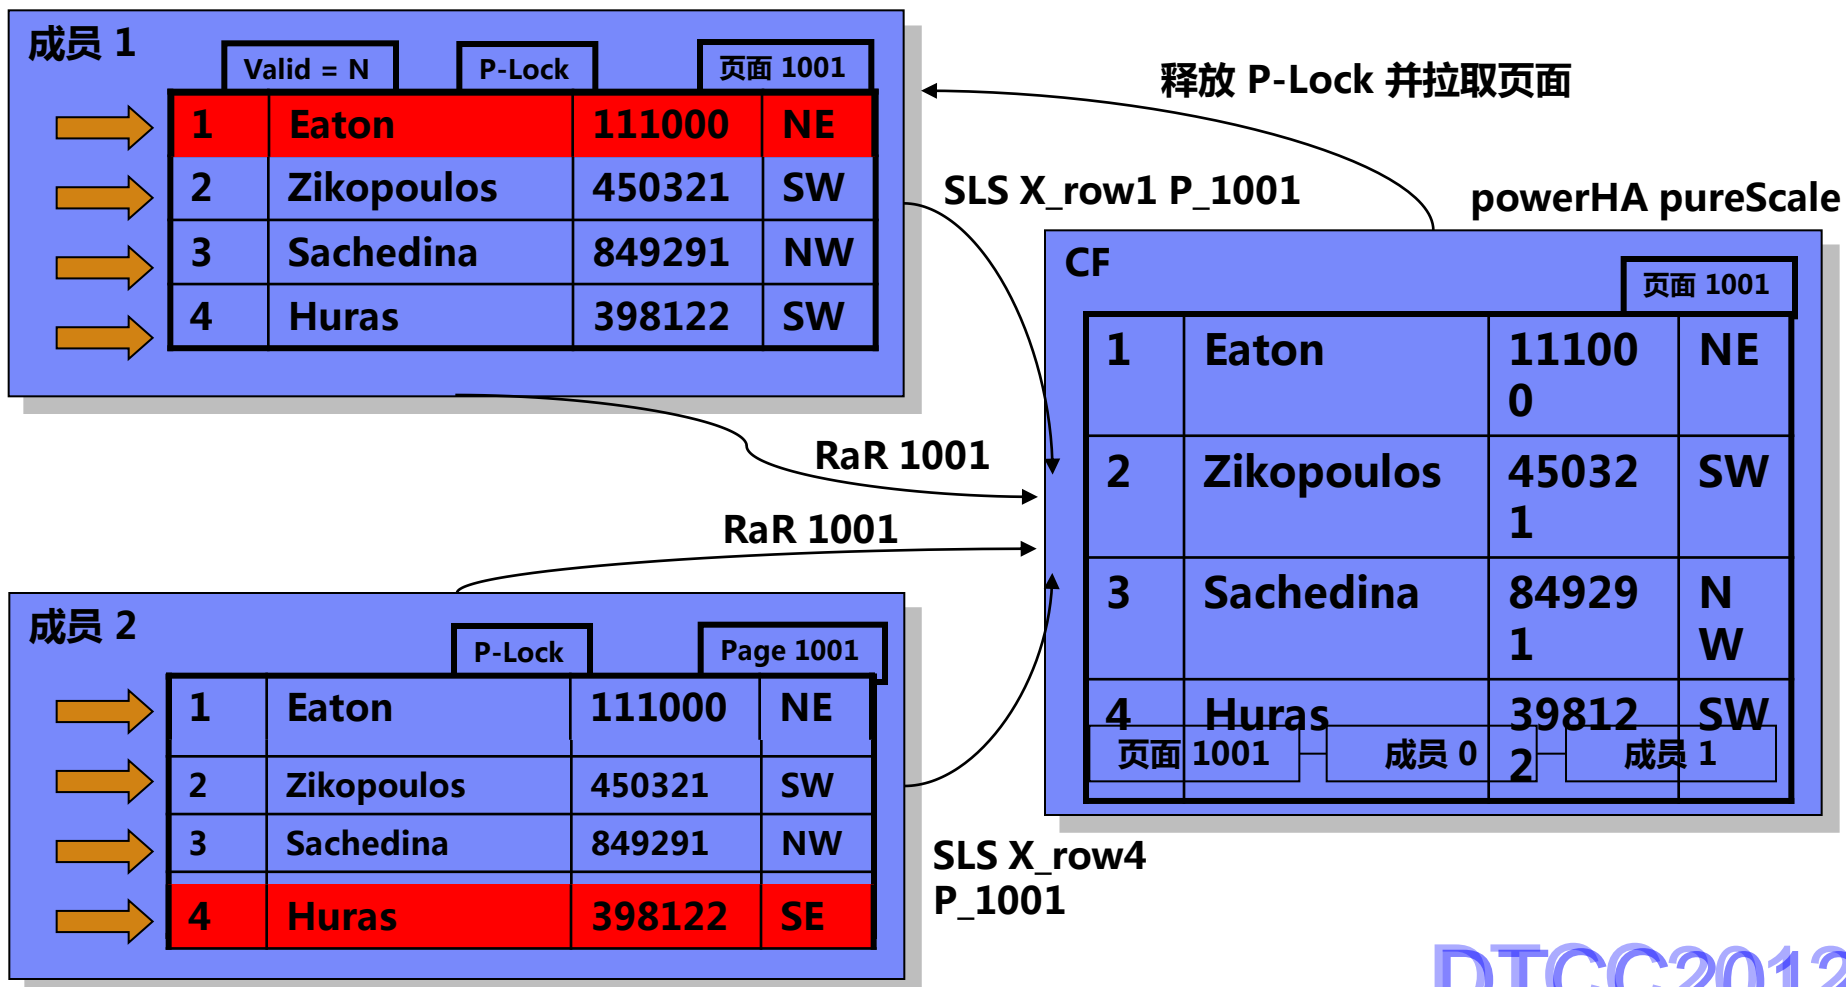 成员 1
Valid = N
P-Lock
页面 1001
1 Eaton 111000 NE
2 Zikopoulos 450321 SW
3 Sachedina 849291 NW
4 Huras 398122 SW
释放 P-Lock 并拉取页面
SLS X_row1 P_1001
powerHA pureScale
RaR 1001
RaR 1001
CF
页面 1001
1 Eaton 11100
0
NE
2 Zikopoulos 45032
1
SW
3 Sachedina 84929
1
N
W
4 Huras 39812
2
SW
页面 1001
成员 0
成员 1
成员 2
P-Lock
Page 1001
1 Eaton 111000 NE
2 Zikopoulos 450321 SW
3 Sachedina 849291 NW
4 Huras 398122 SE
SLS X_row4
P_1001
DTCC2012